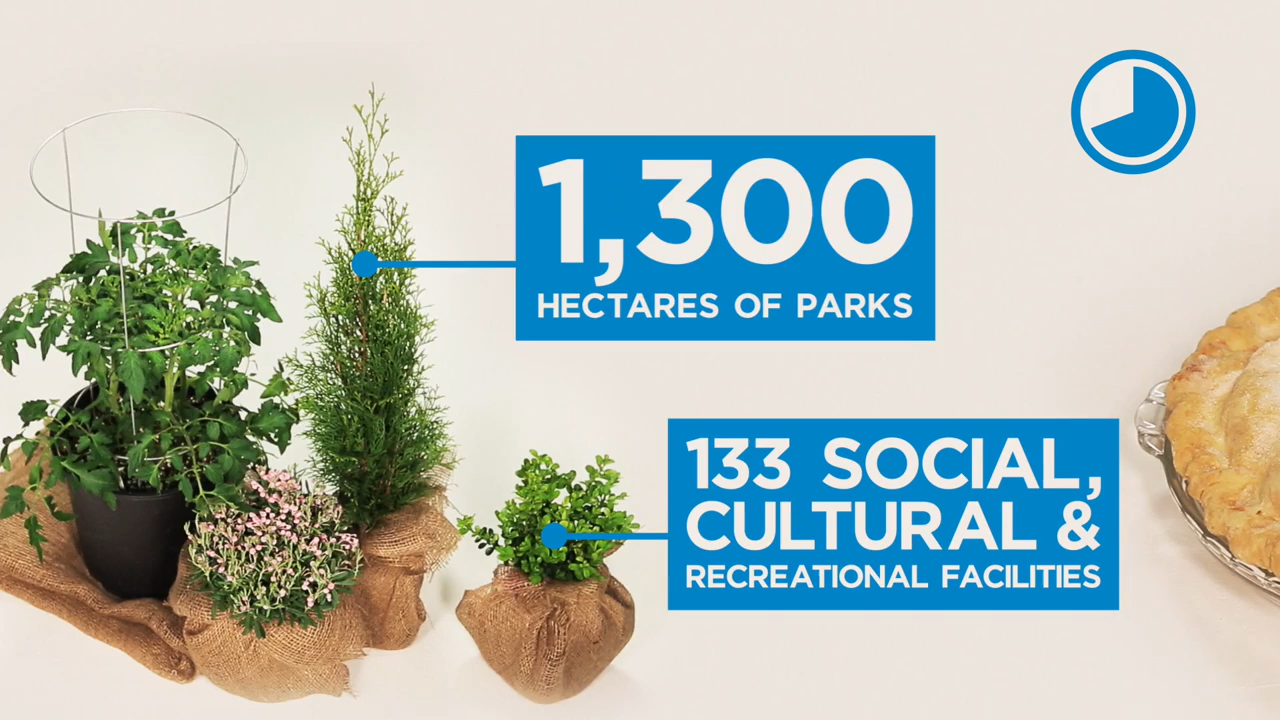 1,300
HECTARES OF PARKS
133 SOCIAL,
CULTURAL &
RECREATIONAL FACILITIES